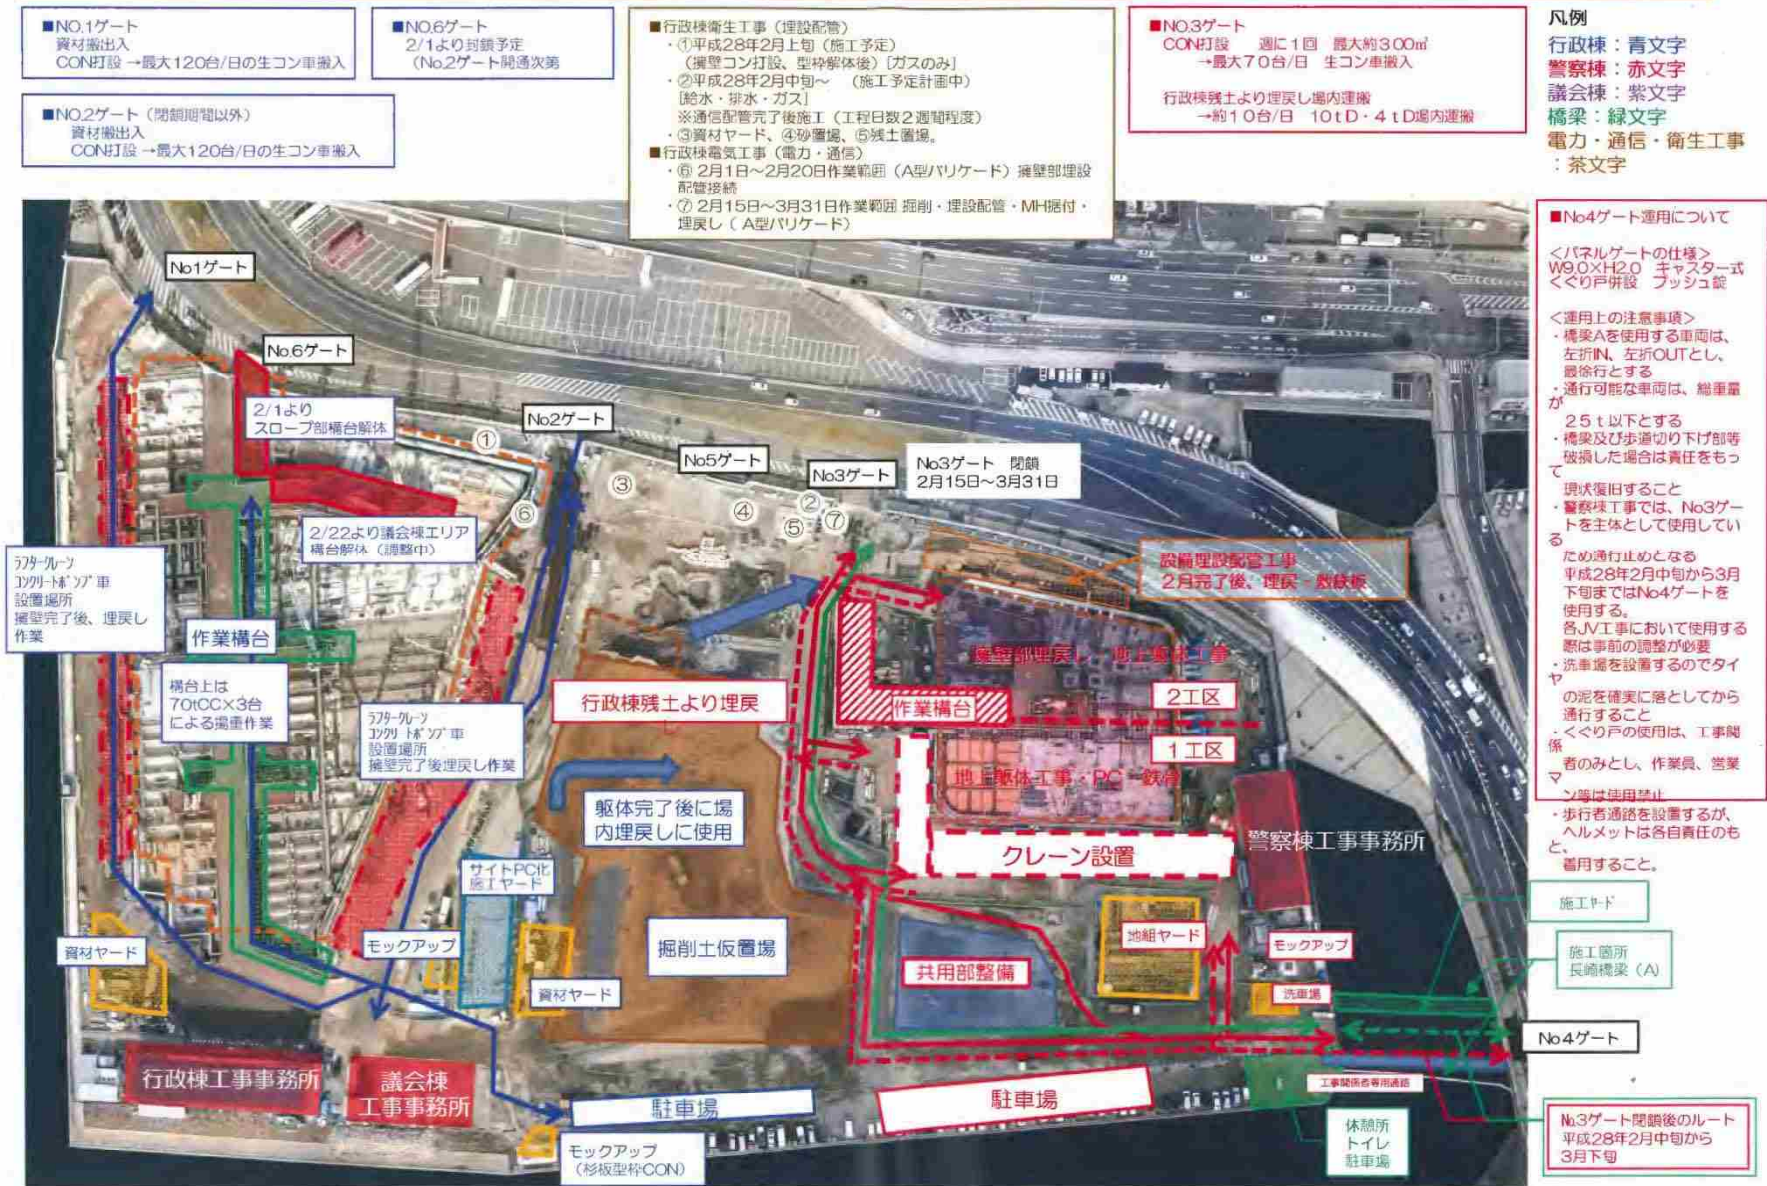 ■NO.1ゲート
資材搬出入
CON打設 →最大120台/日の生コン車搬入
■NO.6ゲート
2/1より封鎖予定
(No.2ゲート開通次第
■NO.2ゲート（閉鎖期間以外）
資材搬出入
CON打設 →最大120台/日の生コン車搬入
■行政棟衛生工事（埋設配管）
・①平成28年2月上旬（施工予定）
（擁壁コン打設、型枠解体後）[ガスのみ]
・②平成28年2月中旬～ （施工予定計画中）
[給水・排水・ガス]
※通信配管完了後施工（工程日数2週間程度）
・③資材ヤード、④砂置場、⑤残土置場。
■行政棟電気工事（電力・通信）
・⑥ 2月1日～2月20日作業範囲（A型バリケード）擁壁部埋設
配管接続
・⑦ 2月15日～3月31日作業範囲 掘削・埋設配管・MH据付・
埋戻し（A型バリケード）
■NO.3ゲート
CON打設 週に1回 最大約300㎥
→最大70台/日 生コン車搬入
行政棟残土より埋戻し場内運搬
→約10台/日 10tD・4tD場内運搬
凡例
行政棟：青文字
警察棟：赤文字
議会棟：紫文字
橋梁：緑文字
電力・通信・衛生工事
：茶文字
■No4ゲート運用について
＜パネルゲートの仕様＞
W9.0×H2.0 キャスター式
くぐり戸併設 プッシュ錠
＜運用上の注意事項＞
・橋梁Aを使用する車両は、
左折IN、左折OUTとし、
最徐行とする
・通行可能な車両は、総重量
が
25t以下とする
・橋梁及び歩道切り下げ部等
破損した場合は責任をもっ
て
現状復旧すること
・警察棟工事では、No3ゲー
トを主体として使用してい
る
ため通行止めとなる
平成28年2月中旬から3月
下旬まではNo4ゲートを
使用する。
各JV工事において使用する
際は事前の調整が必要
・洗車場を設置するのでタイ
ヤ
の泥を確実に落としてから
通行すること
・くぐり戸の使用は、工事関
係
者のみとし、作業員、営業
マ
ン等は使用禁止
・歩行者通路を設置するが、
ヘルメットは各自責任のも
と、
着用すること。
No1ゲート
No.6ゲート
2/1より
スロープ部構台解体
No2ゲート
①
No5ゲート
No3ゲート
No3ゲート 閉鎖
2月15日～3月31日
③
④
②
⑤
⑦
⑥
2/22より議会棟エリア
構台解体（調整中）
設備埋設配管工事
2月完了後、埋戻・敷鉄板
ラフタークレーン
コンクリートポンプ車
設置場所
擁壁完了後、埋戻し
作業
作業構台
構台上は
70tCC×3台
による揚重作業
擁壁部埋戻し・地上躯体工事
行政棟残土より埋戻
2工区
作業構台
ラフタークレーン
コンクリートポンプ車
設置場所
擁壁完了後埋戻し作業
1工区
地上躯体工事・PC・鉄骨
躯体完了後に場
内埋戻しに使用
クレーン設置
警察棟工事事務所
サイトPC化
施工ヤード
施工ヤード
資材ヤード
モックアップ
掘削土仮置場
地組ヤード
モックアップ
施工箇所
長崎橋梁（A）
共用部整備
資材ヤード
洗車場
No4ゲート
行政棟工事事務所
議会棟
工事事務所
駐車場
駐車場
工事関係者専用通路
モックアップ
（杉板型枠CON）
休憩所
トイレ
駐車場
No.3ゲート閉鎖後のルート
平成28年2月中旬から
3月下旬